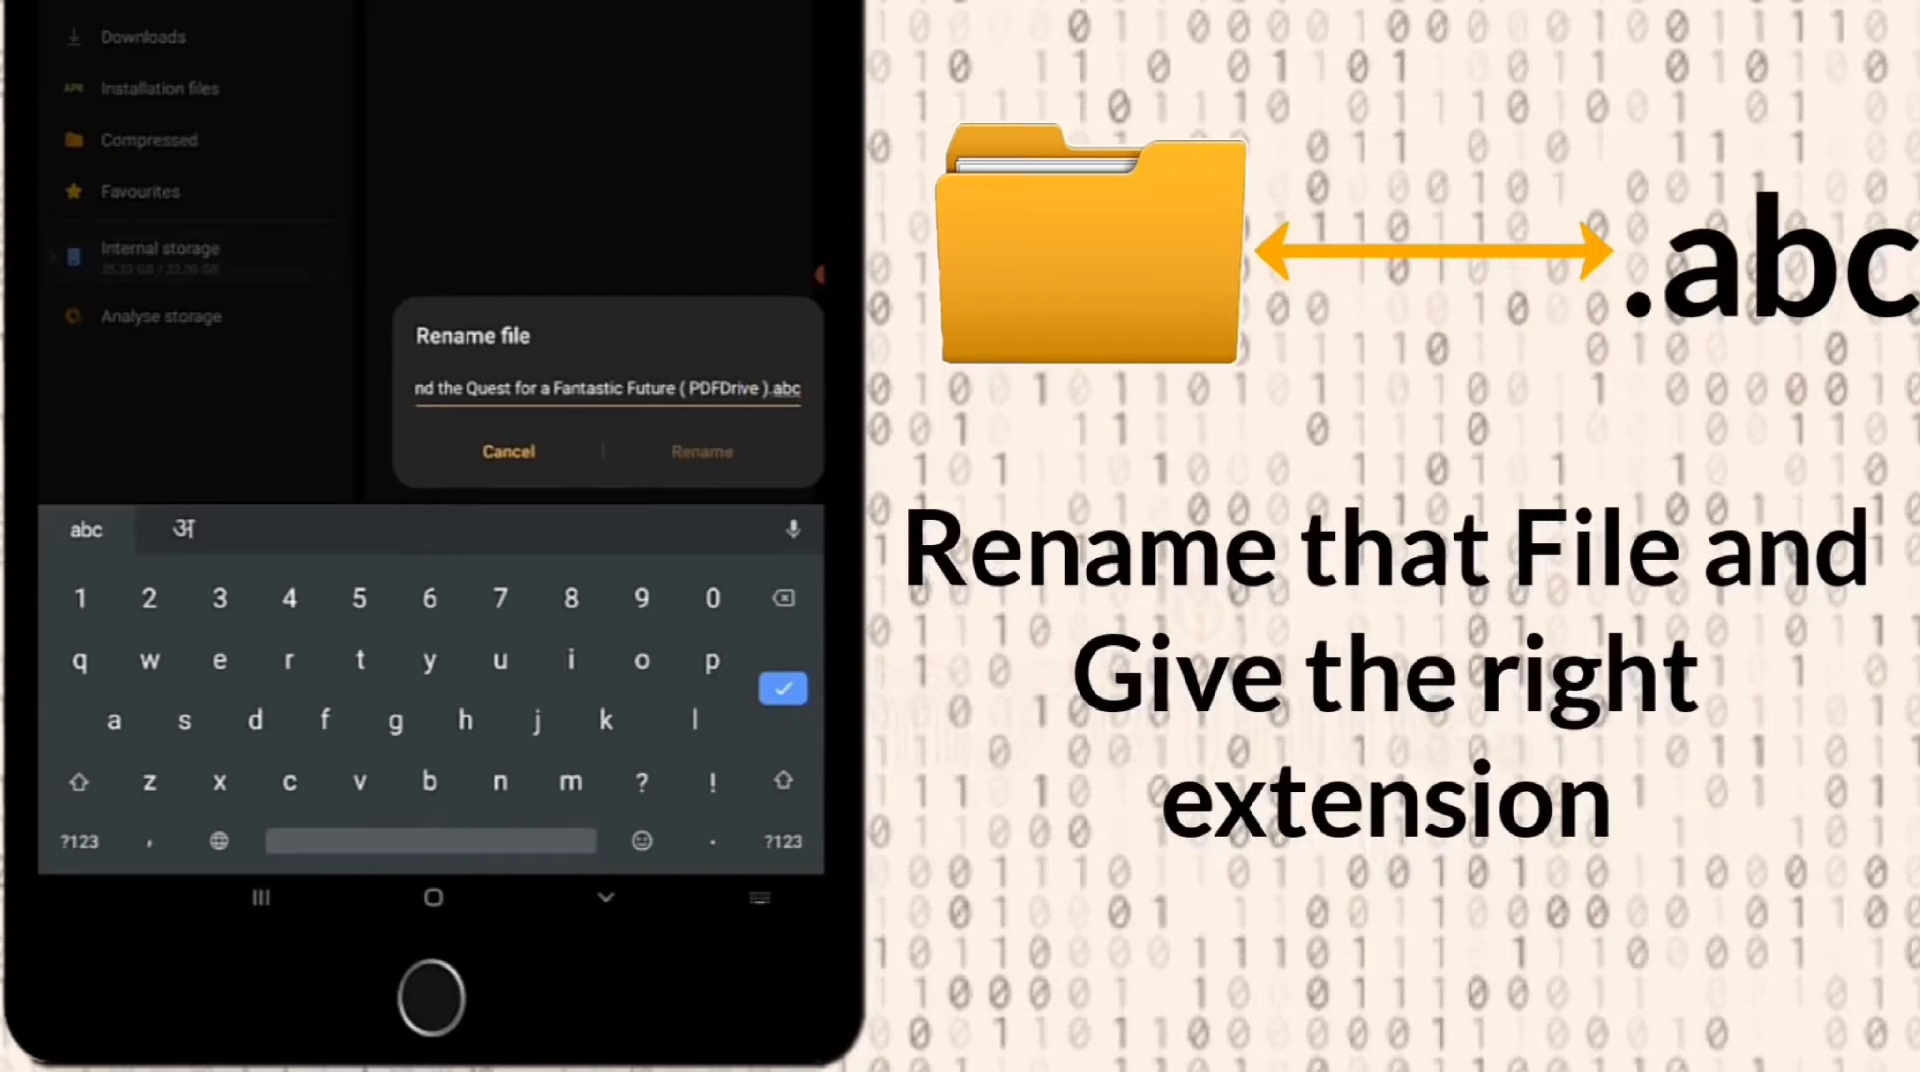 Downloads
APK Installation files
Compressed
Favourites
Internal storage
Analyse storage
Rename file
nd the Quest for a Fantastic Future ( PDFDrive ).abc
Cancel
Rename
abc अ
1 2 3 4 5 6 7 8 9 0
q w e r t y u i o p
a s d f g h j k l
z x c v b n m ? !
?123 , . ?123
.abc
Rename that File and
Give the right
extension